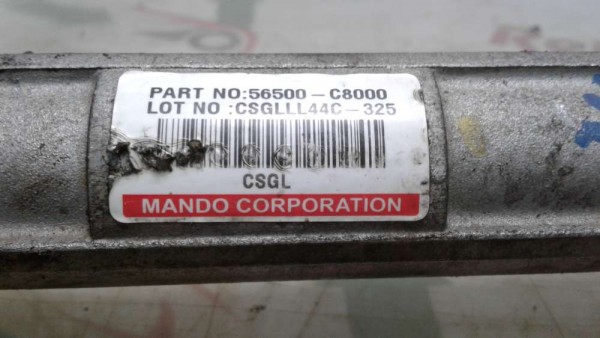 PART NO:56500-C8000
LOT NO :CSGLLL44C-325
CSGL
MANDO CORPORATION